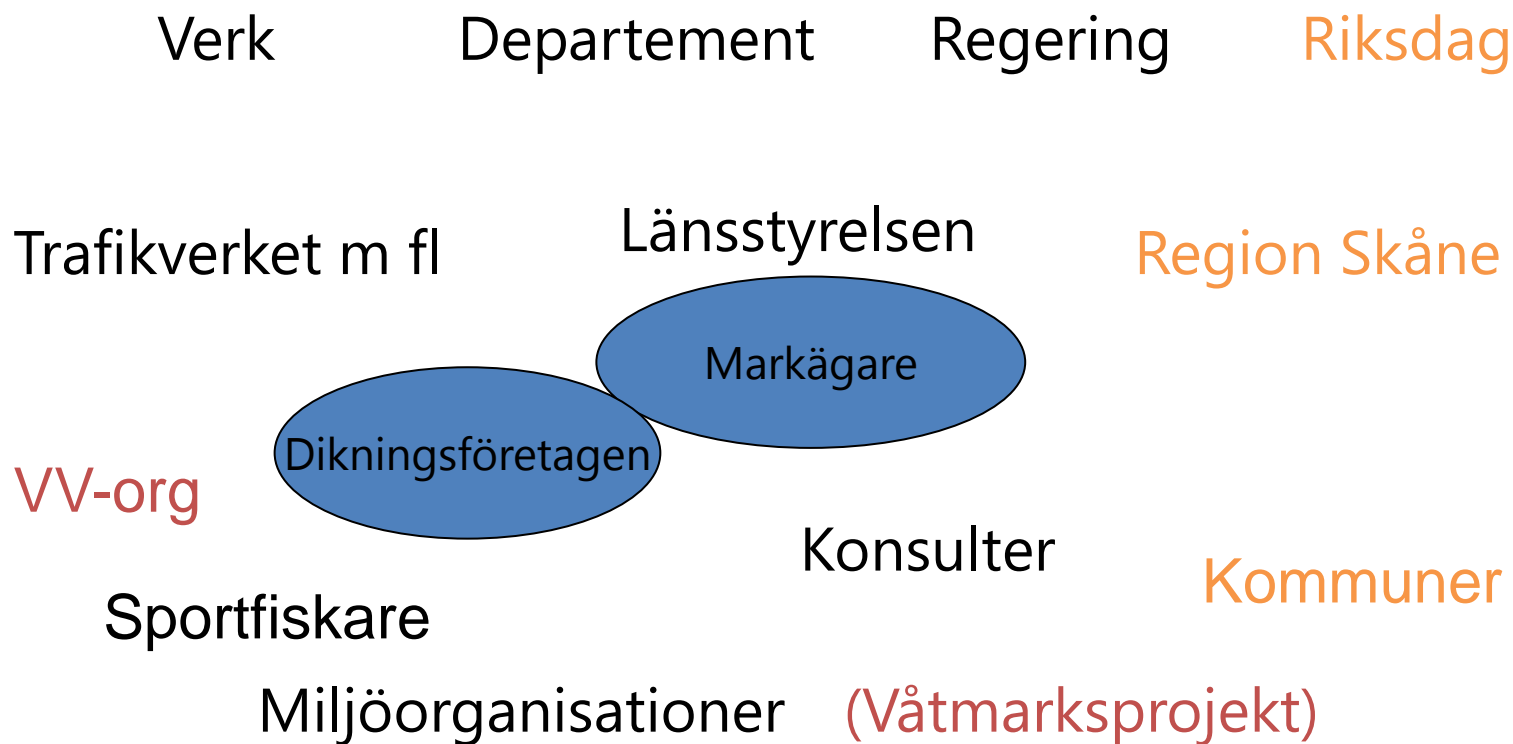 Verk Departement Regering Riksdag
Trafikverket m fl Länsstyrelsen Region Skåne
Markägare
Dikningsföretagen
VV-org
Konsulter
Kommuner
Sportfiskare
Miljöorganisationer (Våtmarksprojekt)